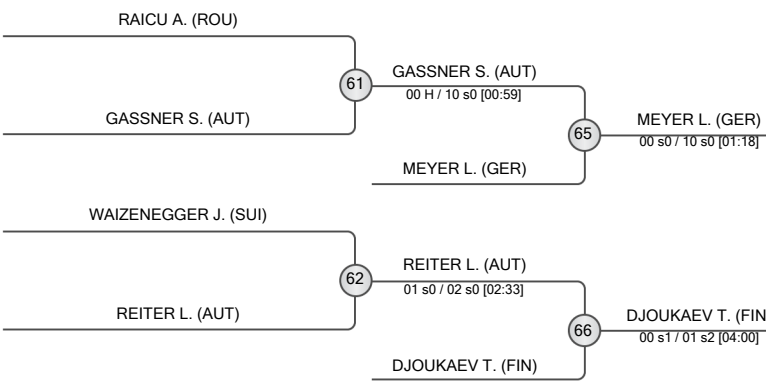 RAICU A. (ROU)
61
GASSNER S. (AUT)
00 H / 10 s0 [00:59]
GASSNER S. (AUT)
65
MEYER L. (GER)
00 s0 / 10 s0 [01:18]
MEYER L. (GER)
WAIZENEGGER J. (SUI)
62
REITER L. (AUT)
01 s0 / 02 s0 [02:33]
REITER L. (AUT)
66
DJOUKAEV T. (FIN
00 s1 / 01 s2 [04:00]
DJOUKAEV T. (FIN)